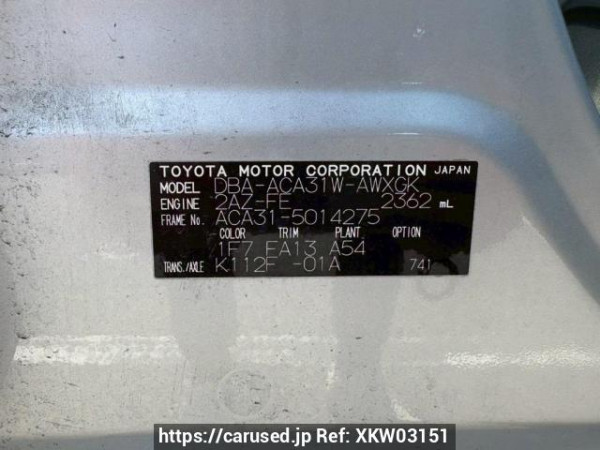 TOYOTA MOTOR CORPORATION JAPAN
MODEL DBA-ACA31W-AWXGK
ENGINE 2AZ-FE 2362 mL
FRAME No. ACA31-5014275
COLOR TRIM PLANT OPTION
1F7 FA13 A54
TRANS./AXLE K112F -01A 741
https://carused.jp Ref: XKW03151